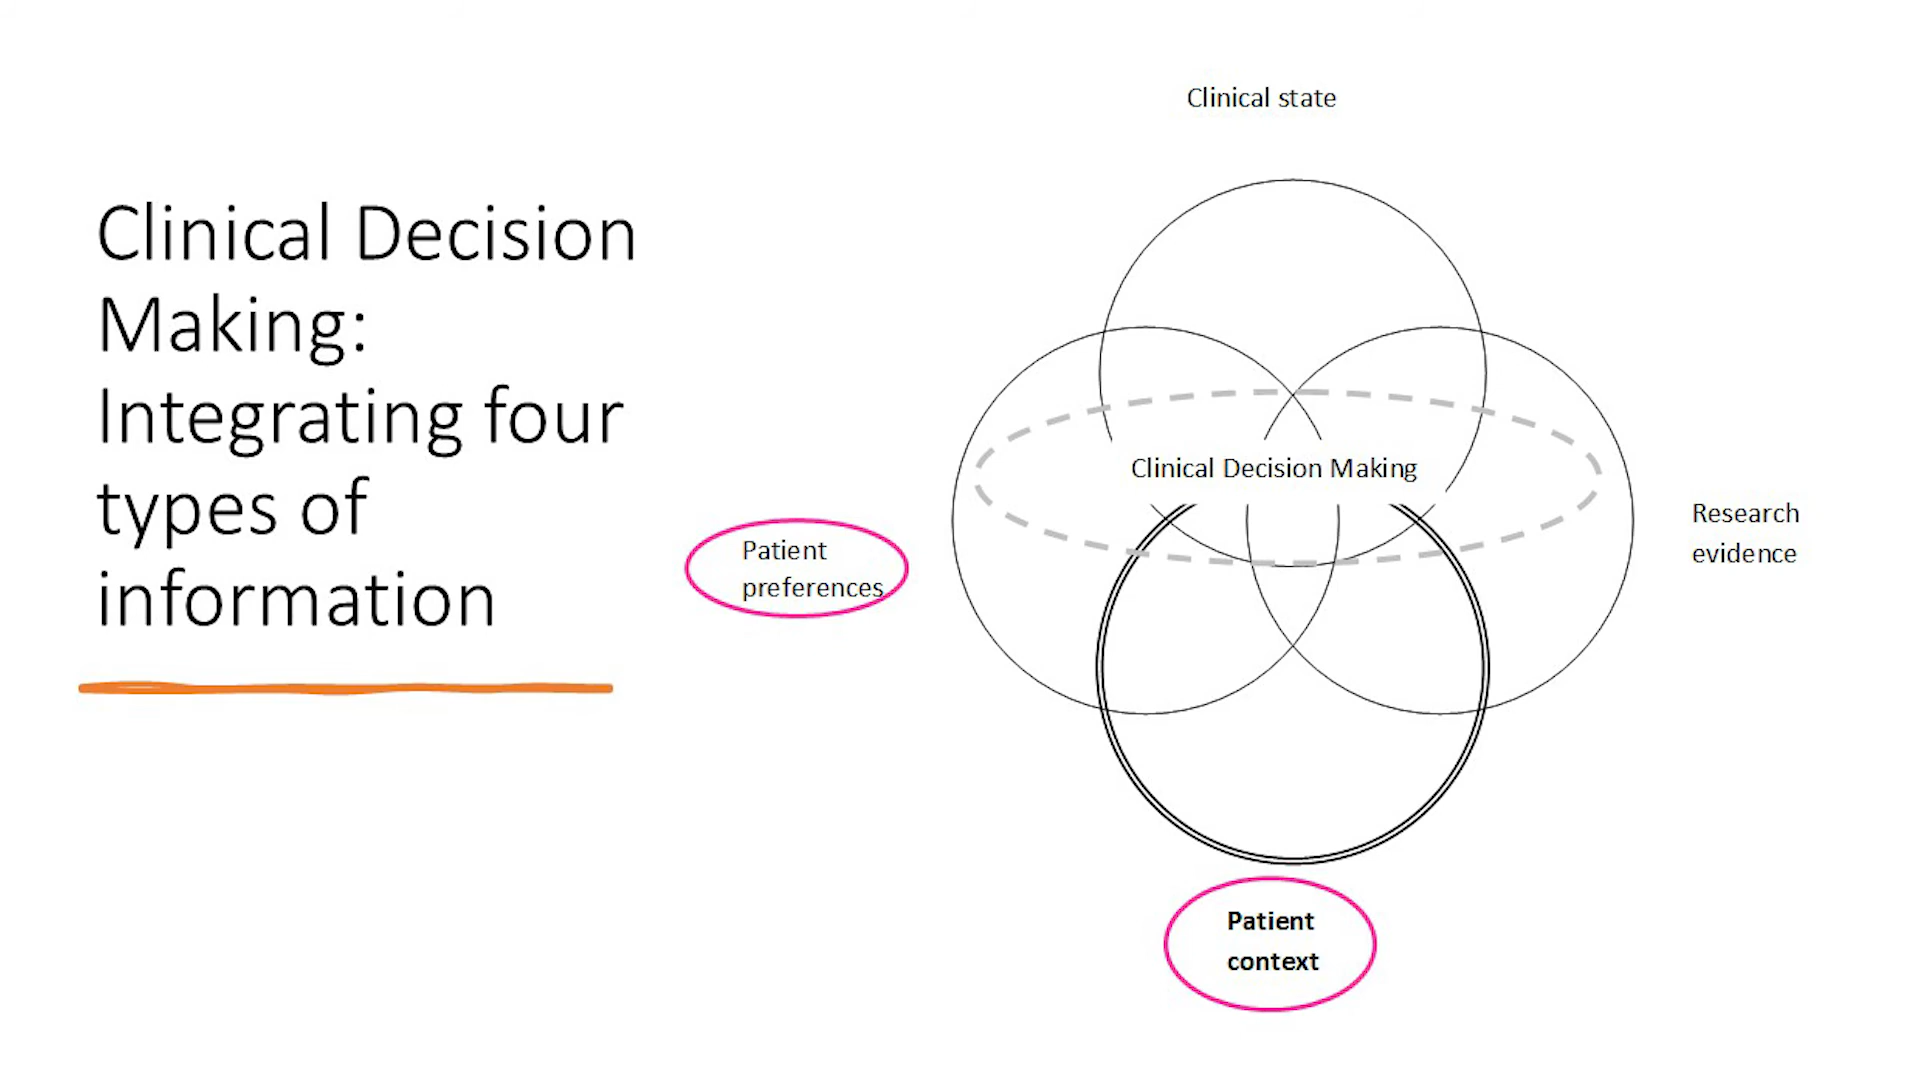 Clinical Decision
Making:
Integrating four
types of
information
Clinical state
Clinical Decision Making
Patient
preferences
Research
evidence
Patient
context